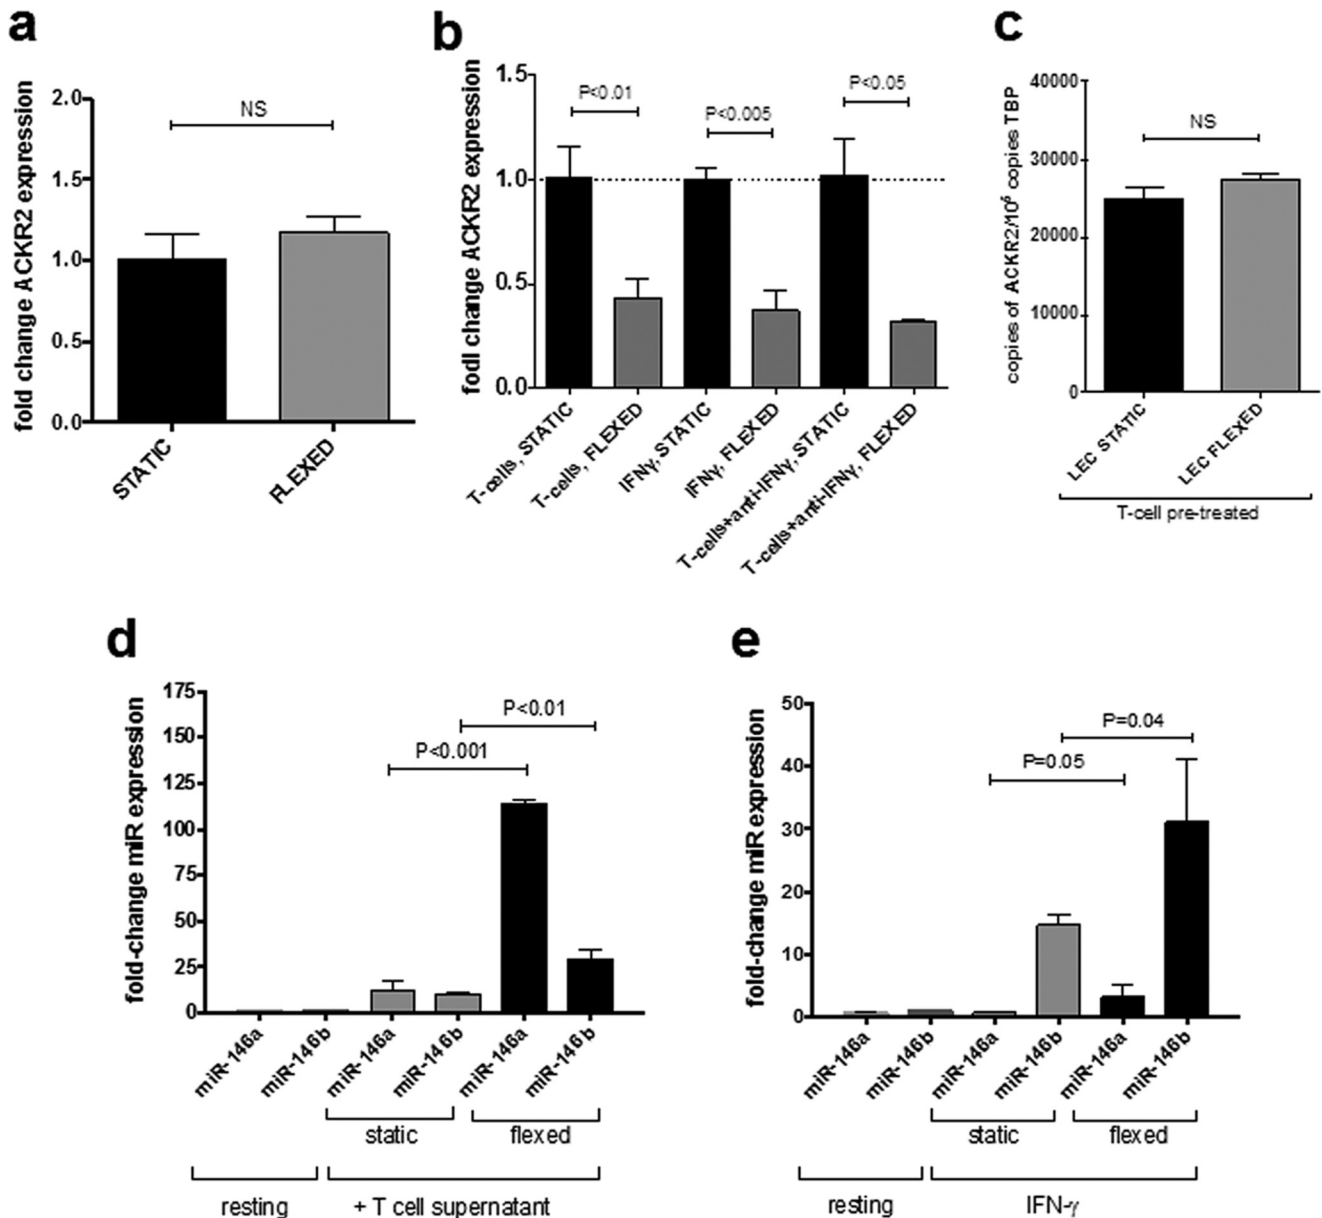 a
fold change ACKR2 expression
2.0
1.5
1.0
0.5
0.0
NS
STATIC
FLEXED
b
fodl change ACKR2 expression
1.5
1.0
0.5
0.0
P<0.01
P<0.005
P<0.05
T-cells, STATIC
T-cells, FLEXED
IFNγ, STATIC
IFNγ, FLEXED
T-cells+anti-IFNγ, STATIC
T-cells+anti-IFNγ, FLEXED
c
copies of ACKR2/10⁶ copies TBP
40000
30000
20000
10000
0
NS
LEC STATIC
LEC FLEXED
T-cell pre-treated
d
fold-change miR expression
175
150
125
100
75
50
25
0
P<0.01
P<0.001
miR-146a
miR-146b
miR-146a
miR-146b
miR-146a
miR-146b
static
flexed
resting
+ T cell supernatant
e
fold-change miR expression
50
40
30
20
10
0
P=0.04
P=0.05
miR-146a
miR-146b
miR-146a
miR-146b
miR-146a
miR-146b
static
flexed
resting
IFN-γ